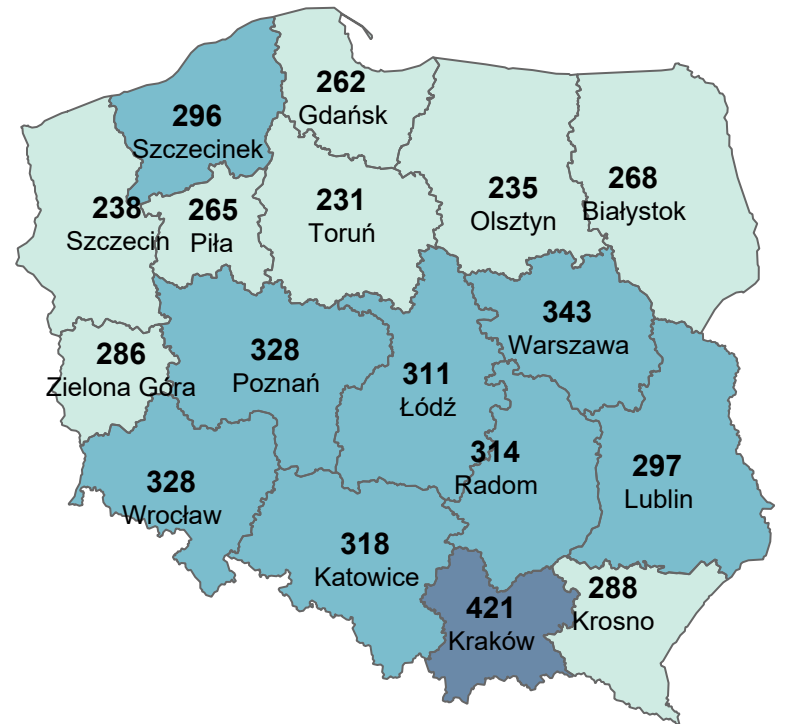 262
Gdańsk
296
Szczecinek
238
Szczecin
265
Piła
231
Toruń
235
Olsztyn
268
Białystok
286
Zielona Góra
328
Poznań
311
Łódź
343
Warszawa
328
Wrocław
314
Radom
297
Lublin
318
Katowice
421
Kraków
288
Krosno